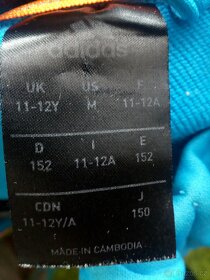 adidas
UK US F
11-12Y M 11-12A
D I E
152 11-12A 152
CDN J
11-12Y/A 150
MADE IN CAMBODIA